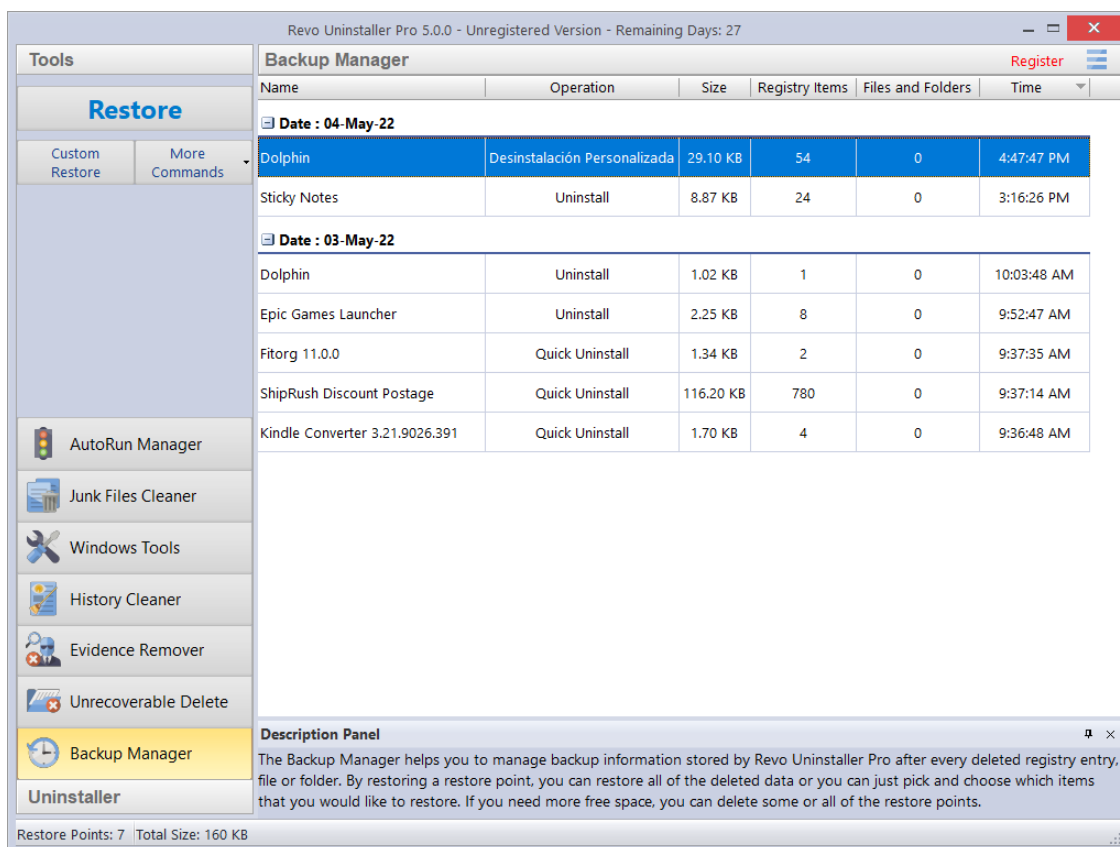 Revo Uninstaller Pro 5.0.0 - Unregistered Version - Remaining Days: 27
Tools
Backup Manager
Register
Restore
Custom Restore
More Commands
Name Operation Size Registry Items Files and Folders Time
Date : 04-May-22
Dolphin Desinstalación Personalizada 29.10 KB 54 0 4:47:47 PM
Sticky Notes Uninstall 8.87 KB 24 0 3:16:26 PM
Date : 03-May-22
Dolphin Uninstall 1.02 KB 1 0 10:03:48 AM
Epic Games Launcher Uninstall 2.25 KB 8 0 9:52:47 AM
Fitorg 11.0.0 Quick Uninstall 1.34 KB 2 0 9:37:35 AM
ShipRush Discount Postage Quick Uninstall 116.20 KB 780 0 9:37:14 AM
Kindle Converter 3.21.9026.391 Quick Uninstall 1.70 KB 4 0 9:36:48 AM
AutoRun Manager
Junk Files Cleaner
Windows Tools
History Cleaner
Evidence Remover
Unrecoverable Delete
Backup Manager
Uninstaller
Description Panel
The Backup Manager helps you to manage backup information stored by Revo Uninstaller Pro after every deleted registry entry,
file or folder. By restoring a restore point, you can restore all of the deleted data or you can just pick and choose which items
that you would like to restore. If you need more free space, you can delete some or all of the restore points.
Restore Points: 7 Total Size: 160 KB